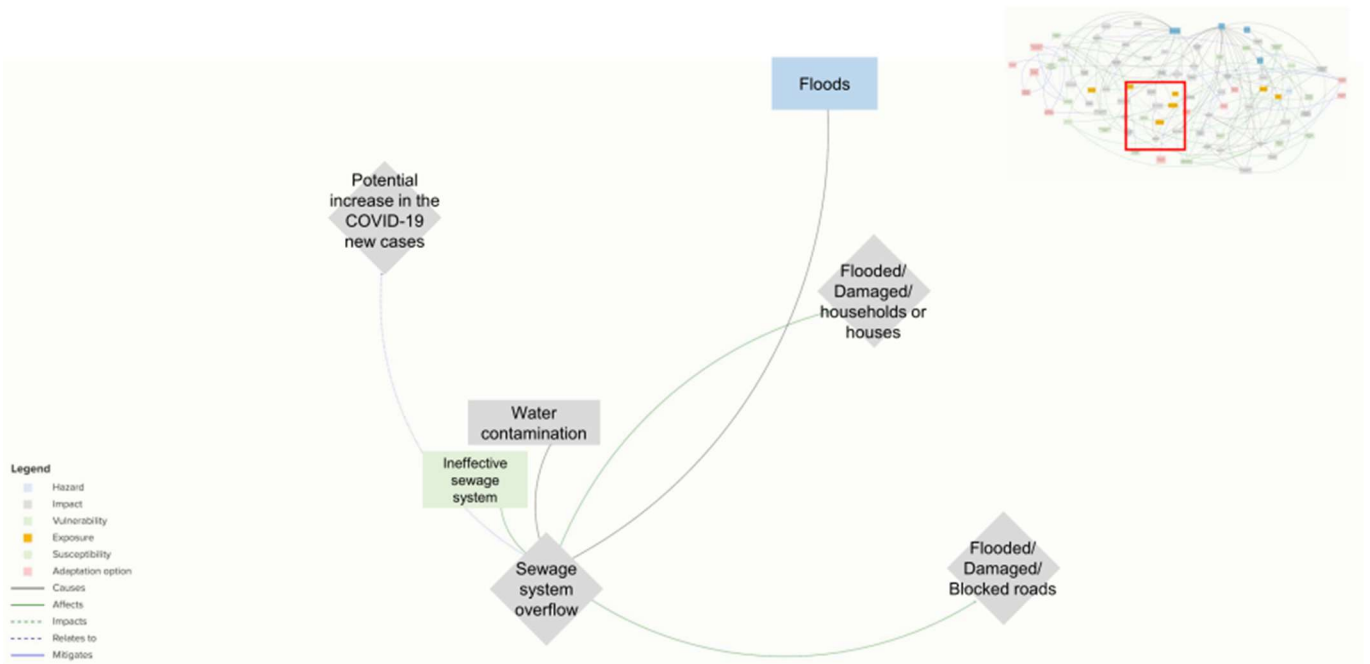 Floods
Potential
increase in the
COVID-19
new cases
Flooded/
Damaged/
households or
houses
Water
contamination
Ineffective
sewage
system
Sewage
system
overflow
Flooded/
Damaged/
Blocked roads
Legend
Hazard
Impact
Vulnerability
Exposure
Susceptibility
Adaptation option
Causes
Affects
Impacts
Relates to
Mitigates